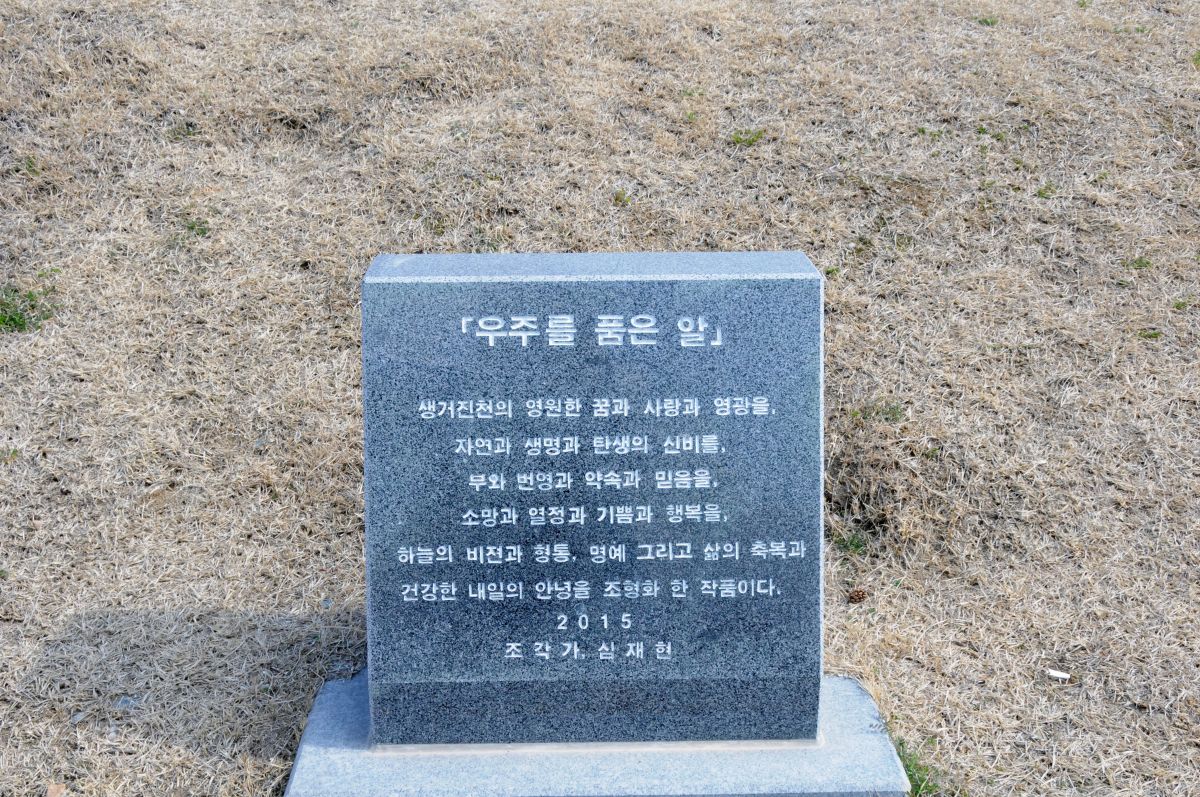 「우주를 품은 알」
생거진천의 영원한 꿈과 사랑과 영광을,
자연과 생명과 탄생의 신비를,
부와 번영과 약속과 믿음을,
소망과 열정과 기쁨과 행복을,
하늘의 비젼과 형통, 명예 그리고 삶의 축복과
건강한 내일의 안녕을 조형화 한 작품이다.
2015
조각가, 심재현